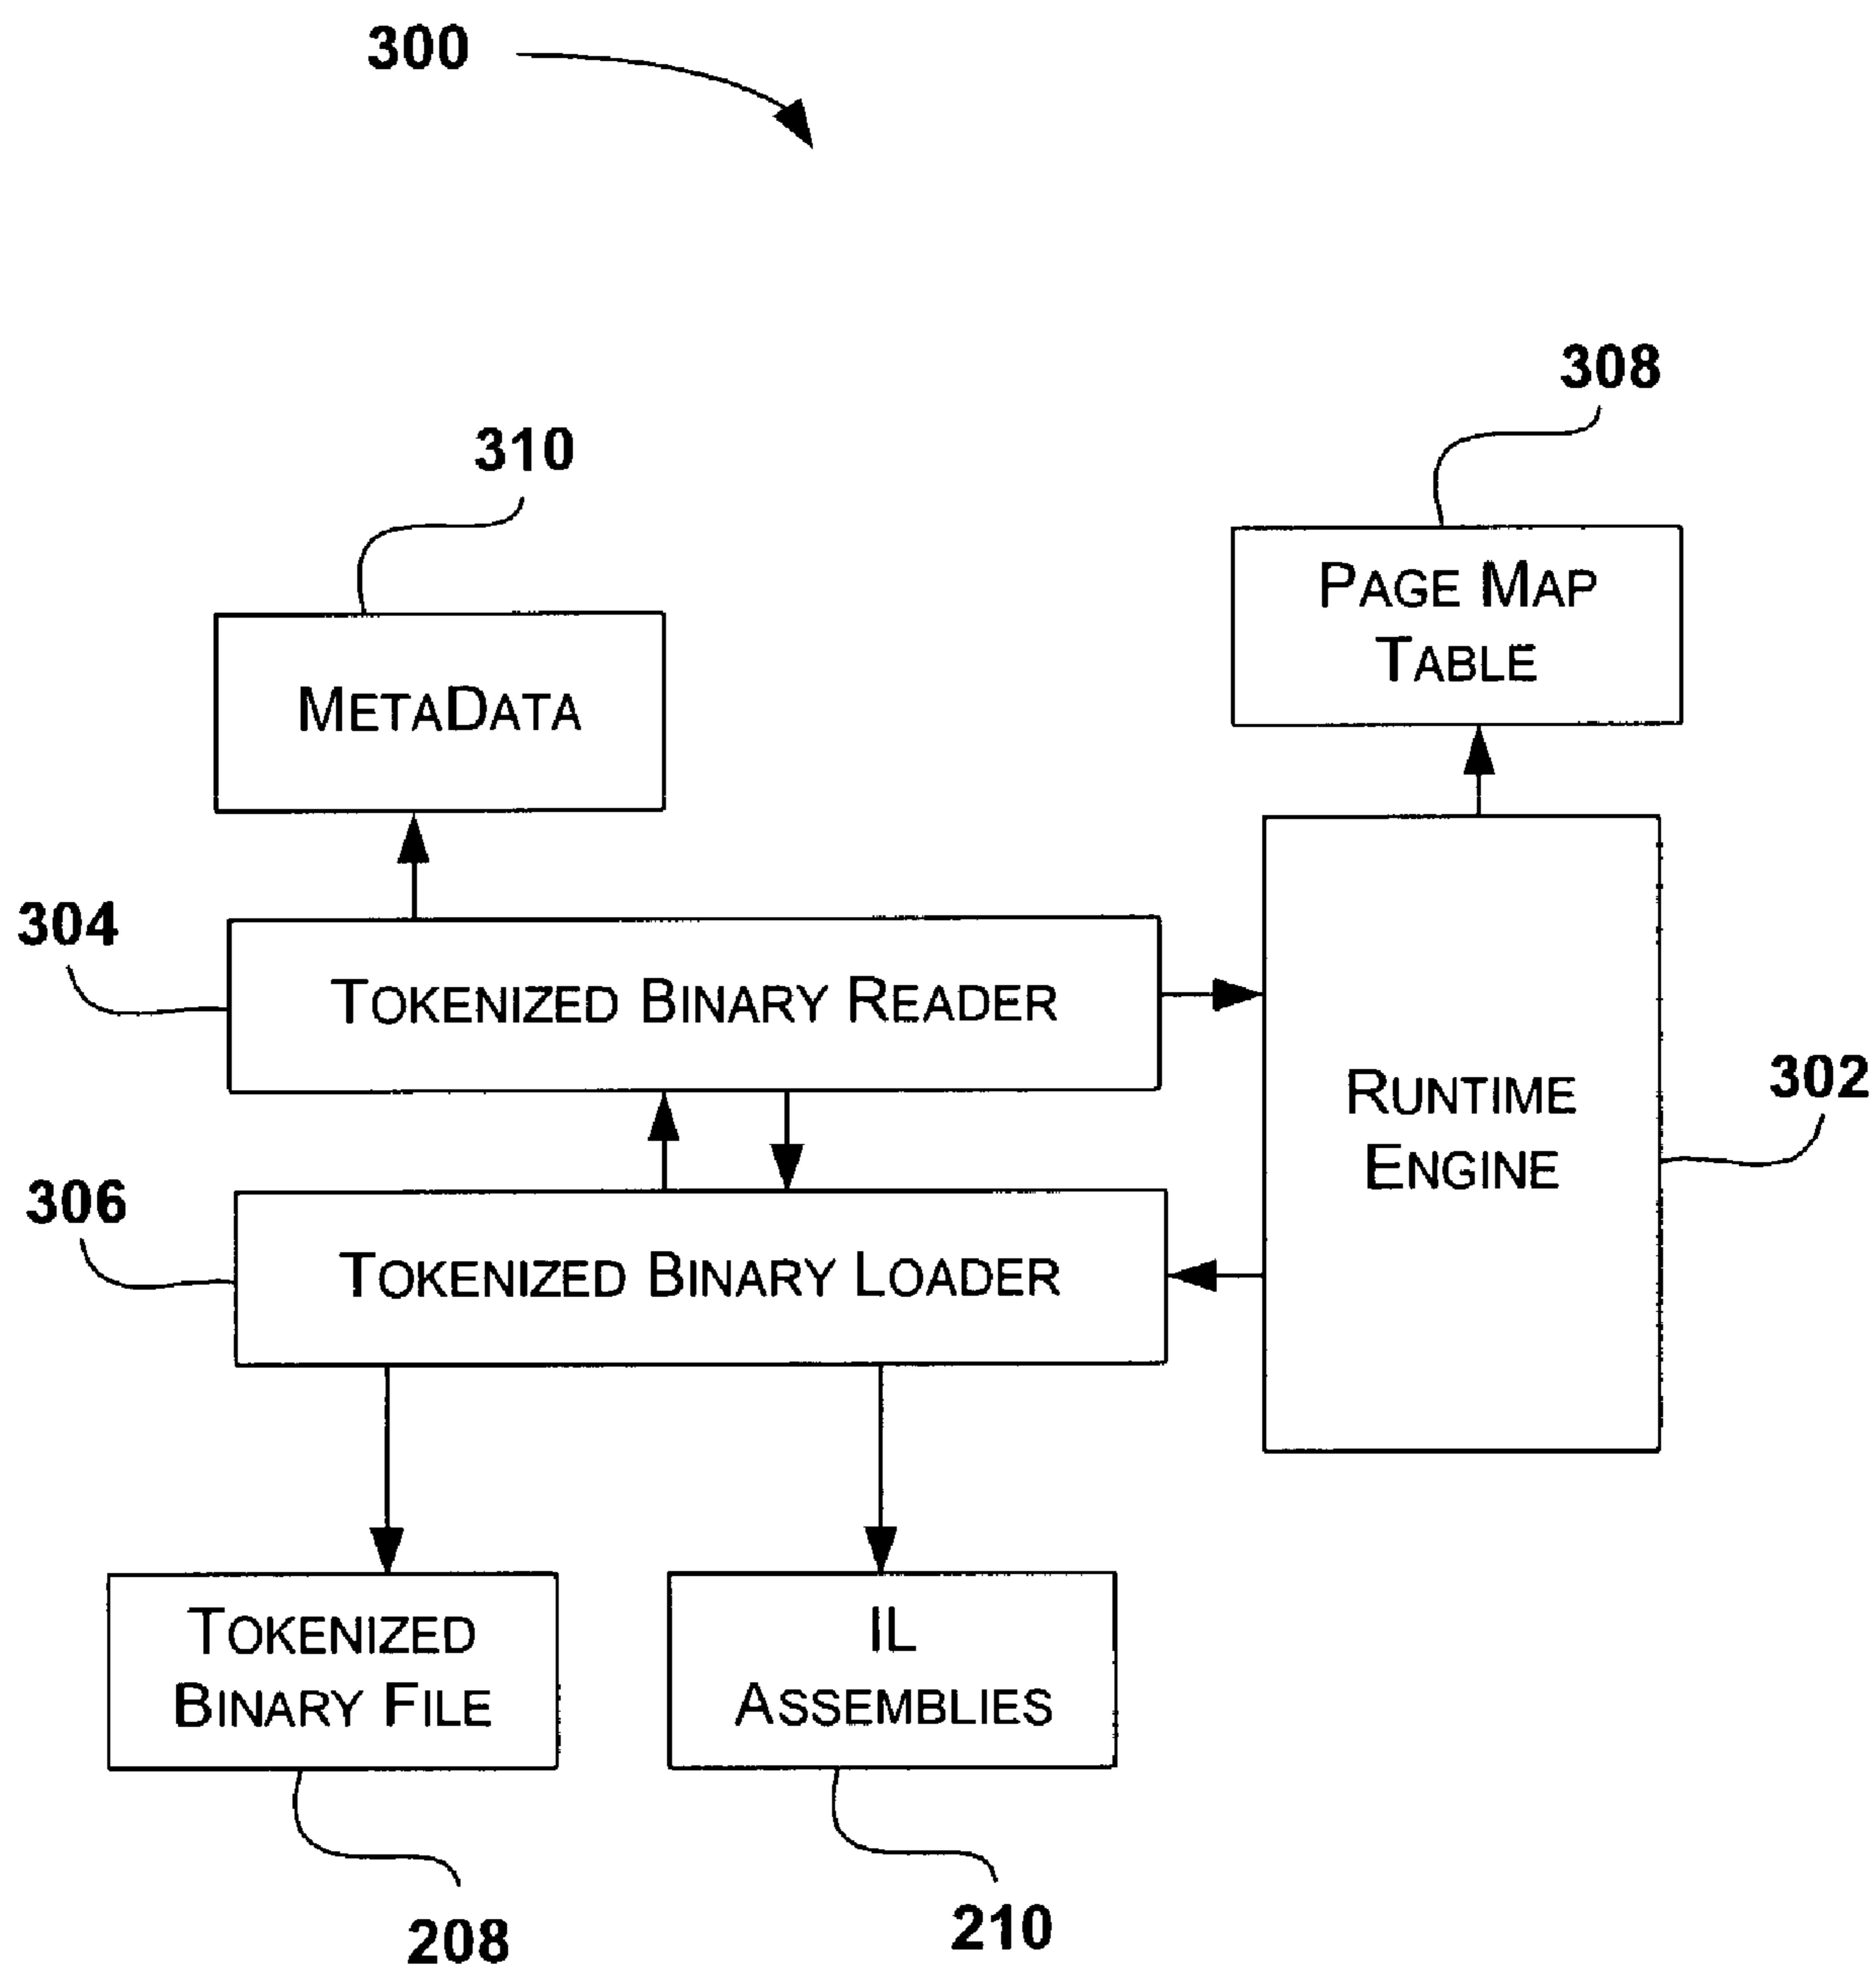 300
308
310
PAGE MAP
TABLE
METADATA
304
TOKENIZED BINARY READER
RUNTIME
ENGINE
302
306
TOKENIZED BINARY LOADER
TOKENIZED
BINARY FILE
IL
ASSEMBLIES
208
210